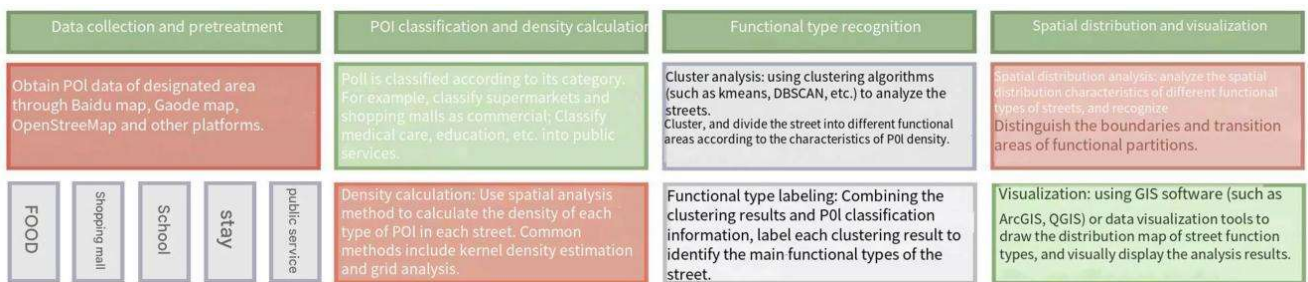 Data collection and pretreatment
POI classification and density calculation
Functional type recognition
Spatial distribution and visualization
Obtain POl data of designated area
through Baidu map, Gaode map,
OpenStreeMap and other platforms.
Poll is classified according to its category.
For example, classify supermarkets and
shopping malls as commercial; Classify
medical care, education, etc. into public
services.
Cluster analysis: using clustering algorithms
(such as kmeans, DBSCAN, etc.) to analyze the
streets.
Cluster, and divide the street into different functional
areas according to the characteristics of P0l density.
Spatial distribution analysis: analyze the spatial
distribution characteristics of different functional
types of streets, and recognize
Distinguish the boundaries and transition
areas of functional partitions.
FOOD
Shopping mall
School
stay
public service
Density calculation: Use spatial analysis
method to calculate the density of each
type of POI in each street. Common
methods include kernel density estimation
and grid analysis.
Functional type labeling: Combining the
clustering results and P0l classification
information, label each clustering result to
identify the main functional types of the
street.
Visualization: using GIS software (such as
ArcGIS, QGIS) or data visualization tools to
draw the distribution map of street function
types, and visually display the analysis results.